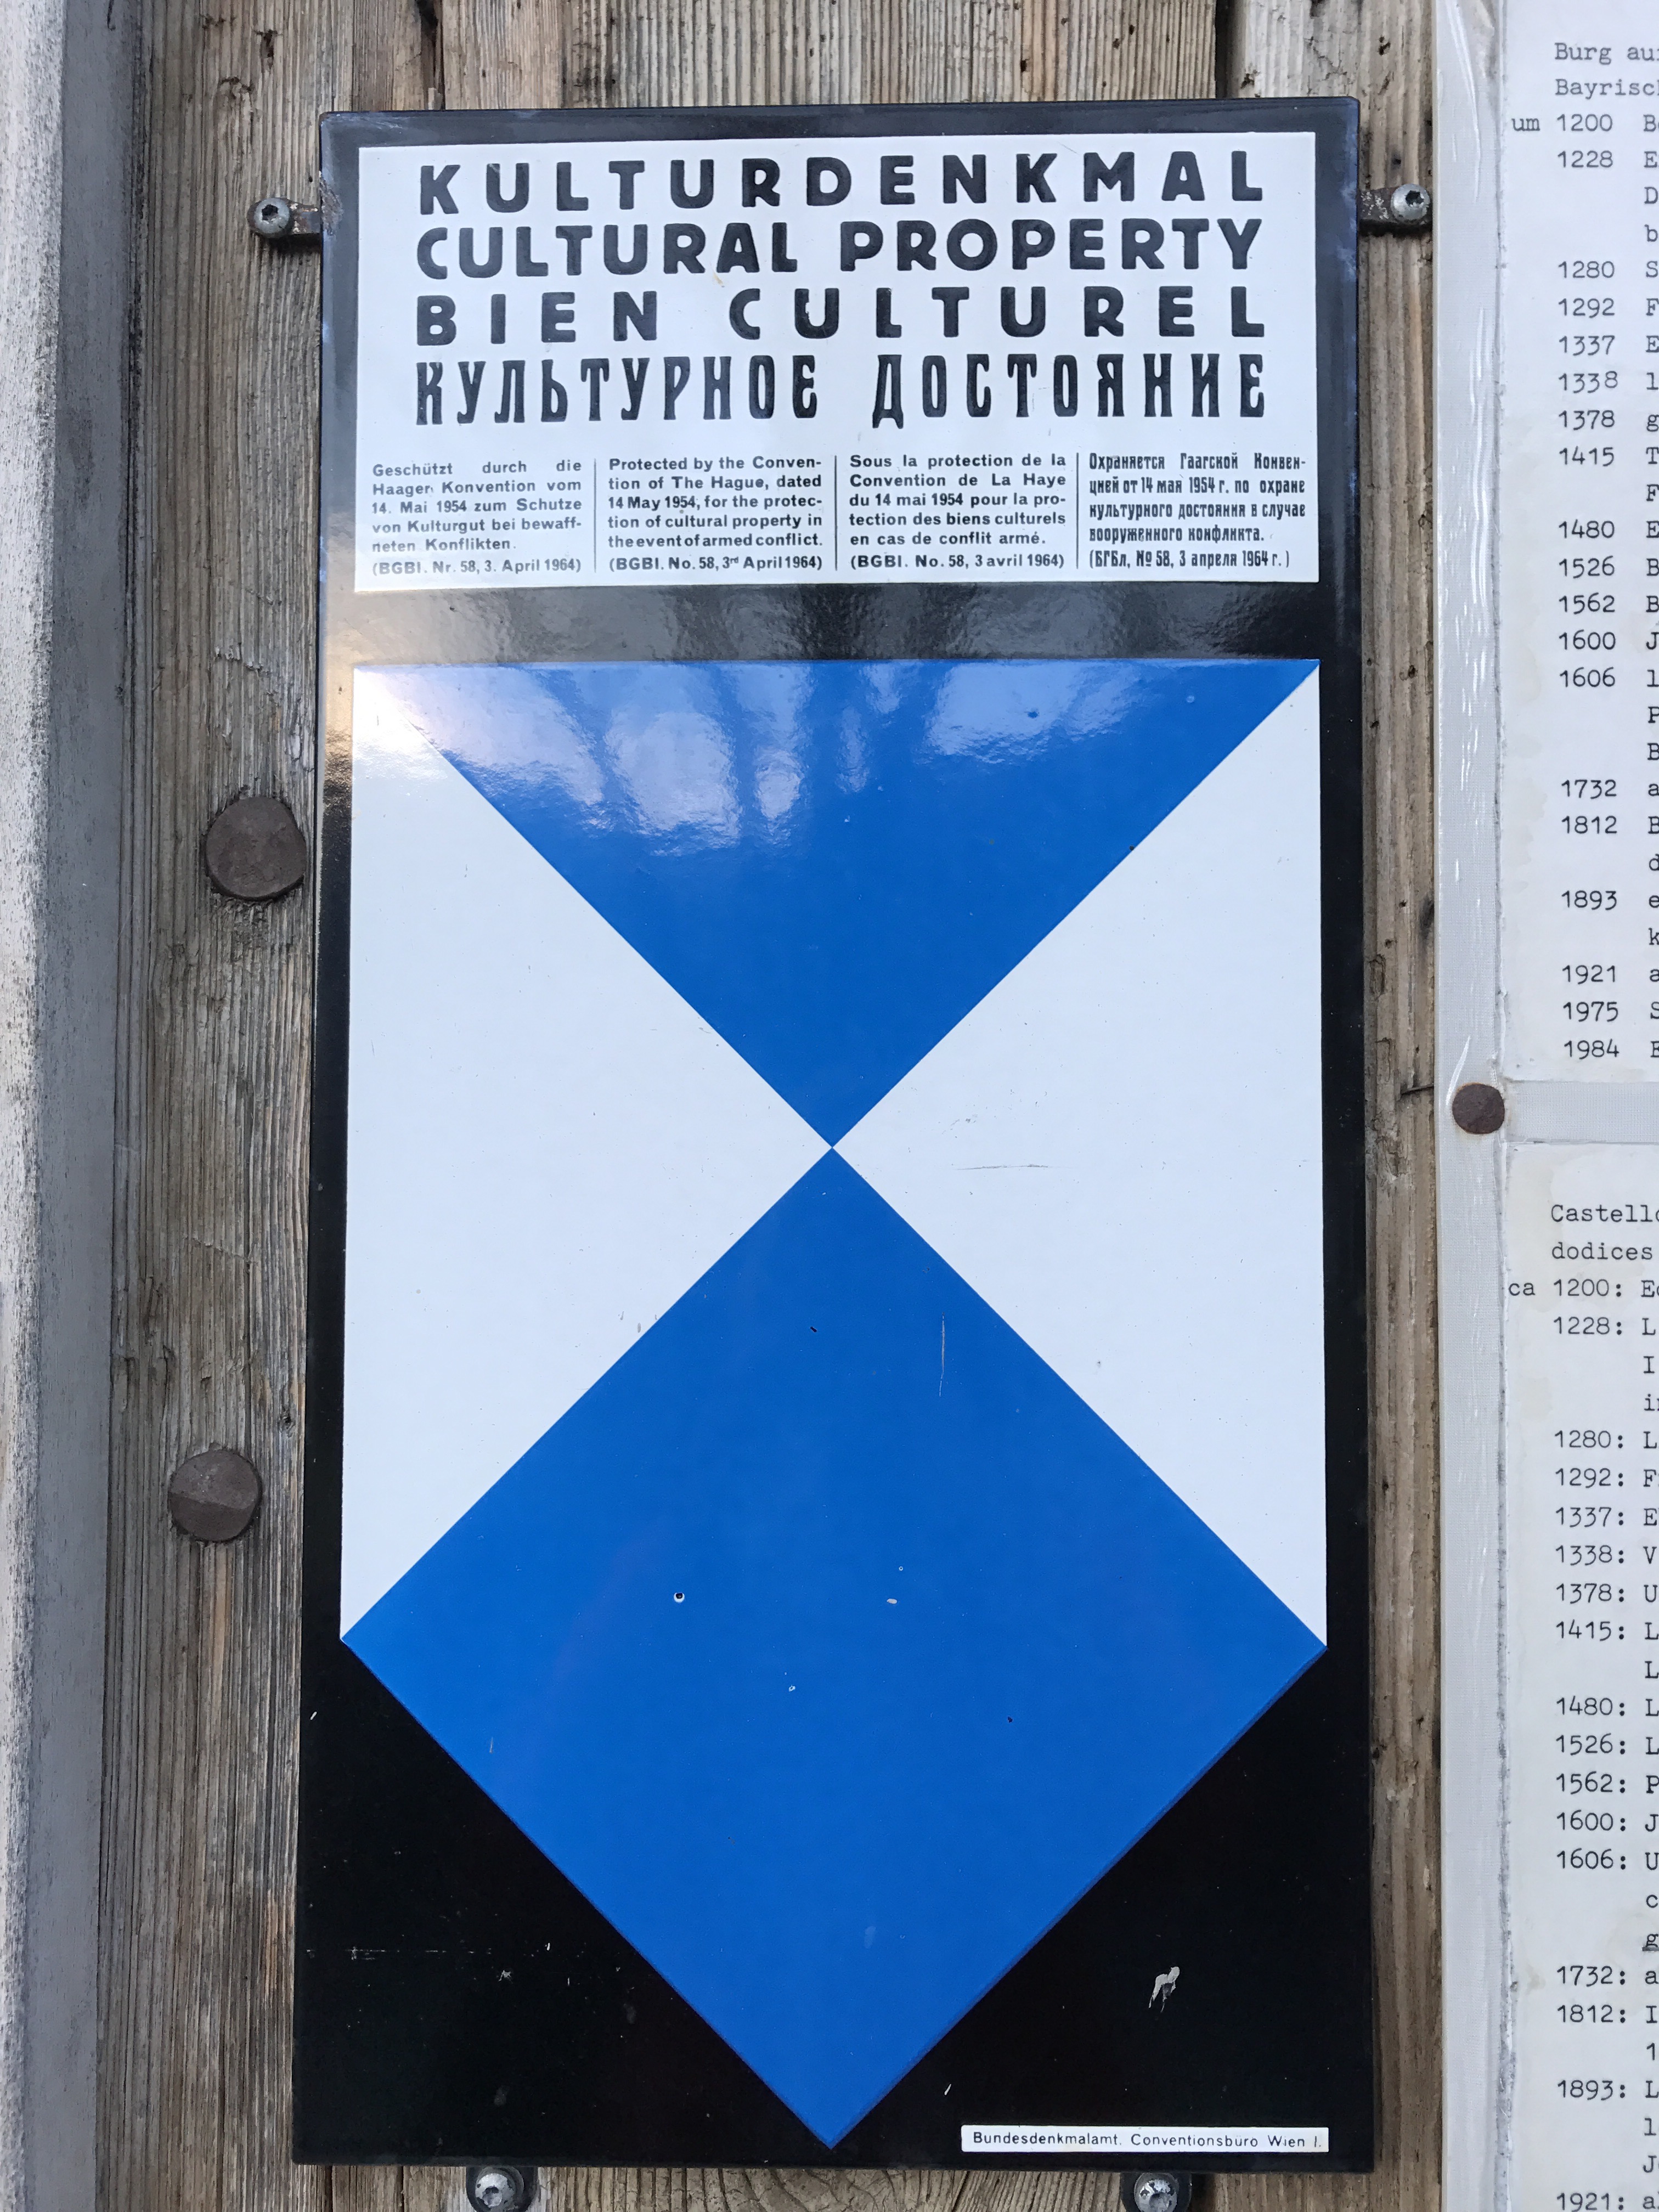 KULTURDENKMAL
CULTURAL PROPERTY
BIEN CULTUREL
КУЛЬТУРНОЕ ДОСТОЯНИЕ
Geschützt durch die
Haager Konvention vom
14. Mai 1954 zum Schutze
von Kulturgut bei bewaff-
neten Konflikten.
(BGBl. Nr. 58, 3. April 1964)
Protected by the Conven-
tion of The Hague, dated
14 May 1954, for the protec-
tion of cultural property in
the event of armed conflict.
(BGBl. No. 58, 3rd April 1964)
Sous la protection de la
Convention de La Haye
du 14 mai 1954 pour la pro-
tection des biens culturels
en cas de conflit armé.
(BGBl. No. 58, 3 avril 1964)
Охраняется Гаагской Конвен-
цией от 14 мая 1954 г. по охране
культурного достояния в случае
вооруженного конфликта.
(БГБл, № 58, 3 апреля 1964 г.)
Bundesdenkmalamt. Conventionsbüro Wien I.
Burg
um 1200
1228
1280
1292
1337
1338
1378
1415
1480
1526
1562
1600
1606
1732
1812
1893
1921
1975
1984
ca 1200:
1228:
1280:
1292:
1337:
1338:
1378:
1415:
1480:
1526:
1562:
1600:
1606:
1732:
1812:
1893:
1921: